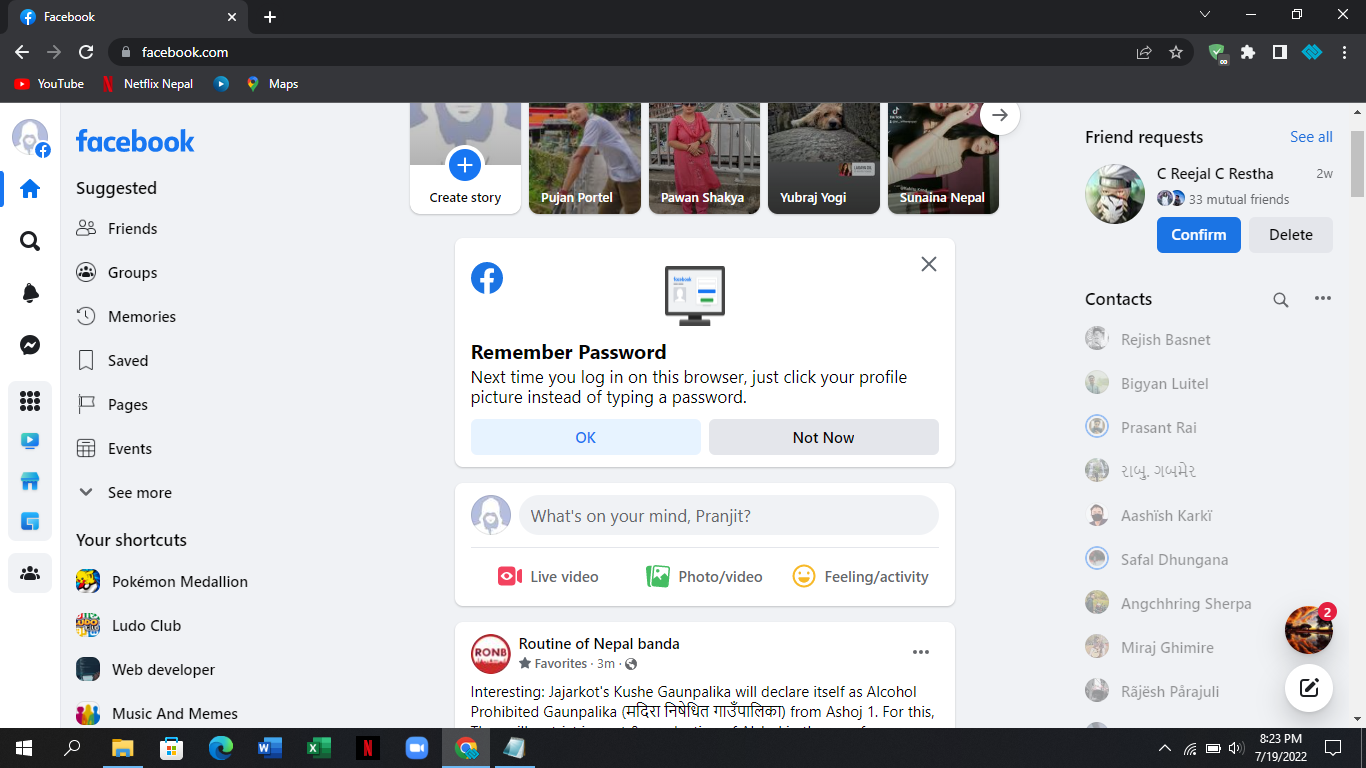 Facebook
facebook.com
YouTube
Netflix Nepal
Maps
facebook
Suggested
Friends
Groups
Memories
Saved
Pages
Events
See more
Your shortcuts
Pokémon Medallion
Ludo Club
Web developer
Music And Memes
Create story
Pujan Portel
Pawan Shakya
Yubraj Yogi
Sunaina Nepal
Remember Password
Next time you log in on this browser, just click your profile
picture instead of typing a password.
OK
Not Now
What's on your mind, Pranjit?
Live video
Photo/video
Feeling/activity
RONB
Routine of Nepal banda
Favorites · 3m ·
Interesting: Jajarkot's Kushe Gaunpalika will declare itself as Alcohol
Prohibited Gaunpalika (मदिरा निषेधित गाउँपालिका) from Ashoj 1. For this,
Friend requests
See all
C Reejal C Restha
2w
33 mutual friends
Confirm
Delete
Contacts
Rejish Basnet
Bigyan Luitel
Prasant Rai
રાબુ. ગબમેર
Aashïsh Karkï
Safal Dhungana
Angchhring Sherpa
Miraj Ghimire
Råjësh Pårajuli
2
8:23 PM
7/19/2022